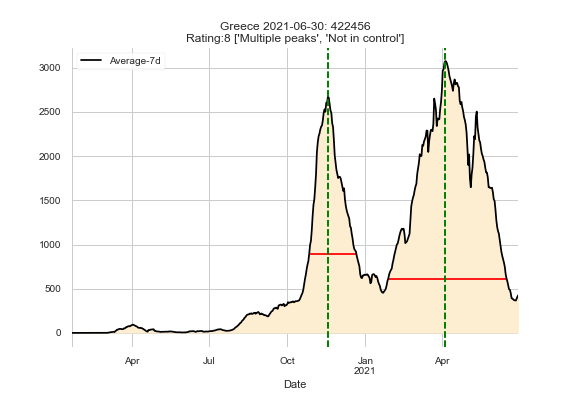 Greece 2021-06-30: 422456
Rating:8 ['Multiple peaks', 'Not in control']
Average-7d
3000
2500
2000
1500
1000
500
0
Apr Jul Oct Jan Apr
2021
Date